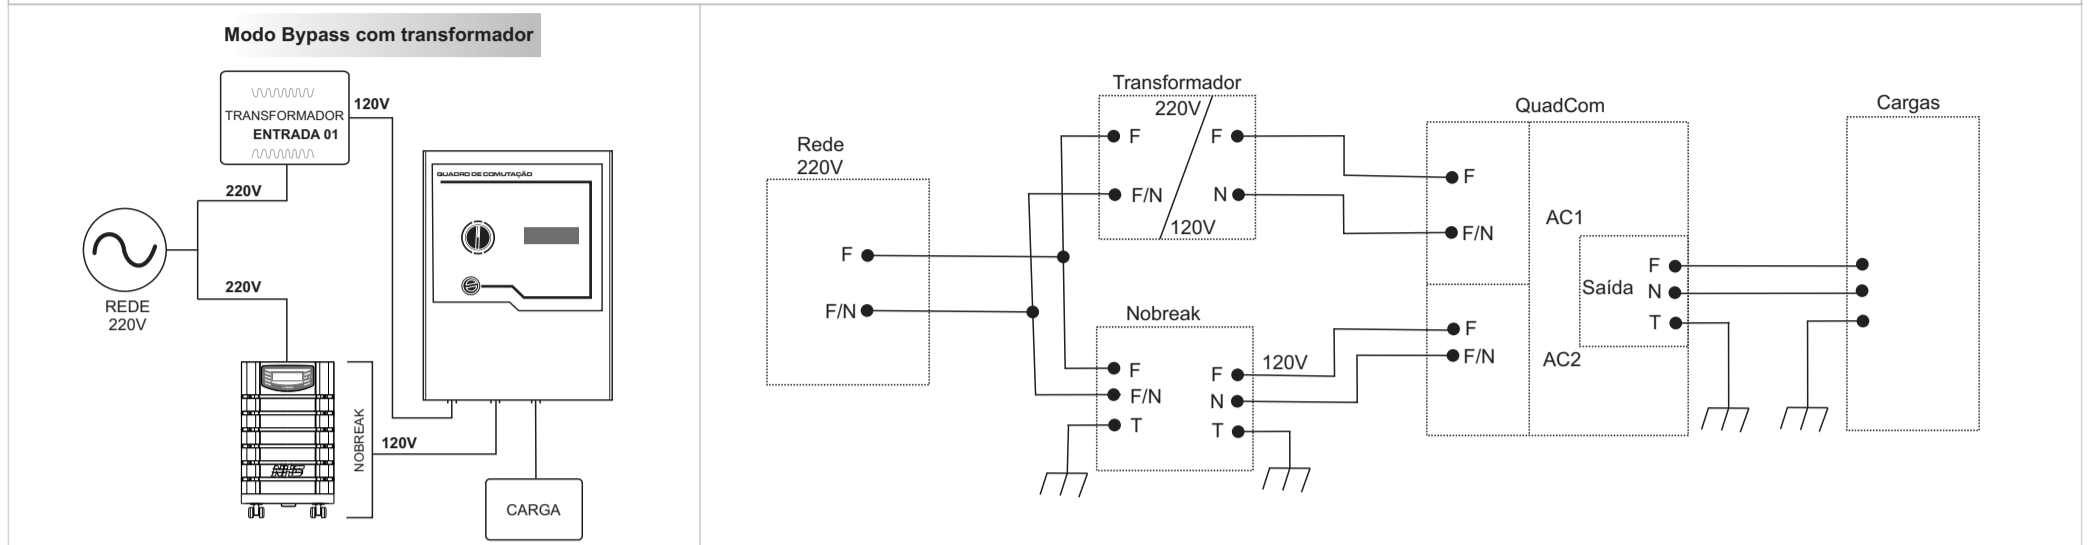 Modo Bypass com transformador
TRANSFORMADOR
ENTRADA 01
120V
220V
REDE
220V
220V
QUADRO DE COMUTAÇÃO
NOBREAK
NHS
120V
CARGA
Rede
220V
F
F/N
Transformador
220V
F
F
F/N
N
120V
Nobreak
F
F
F/N
N
T
T
120V
QuadCom
F
AC1
F/N
F
Saída
N
T
F
F/N
AC2
Cargas